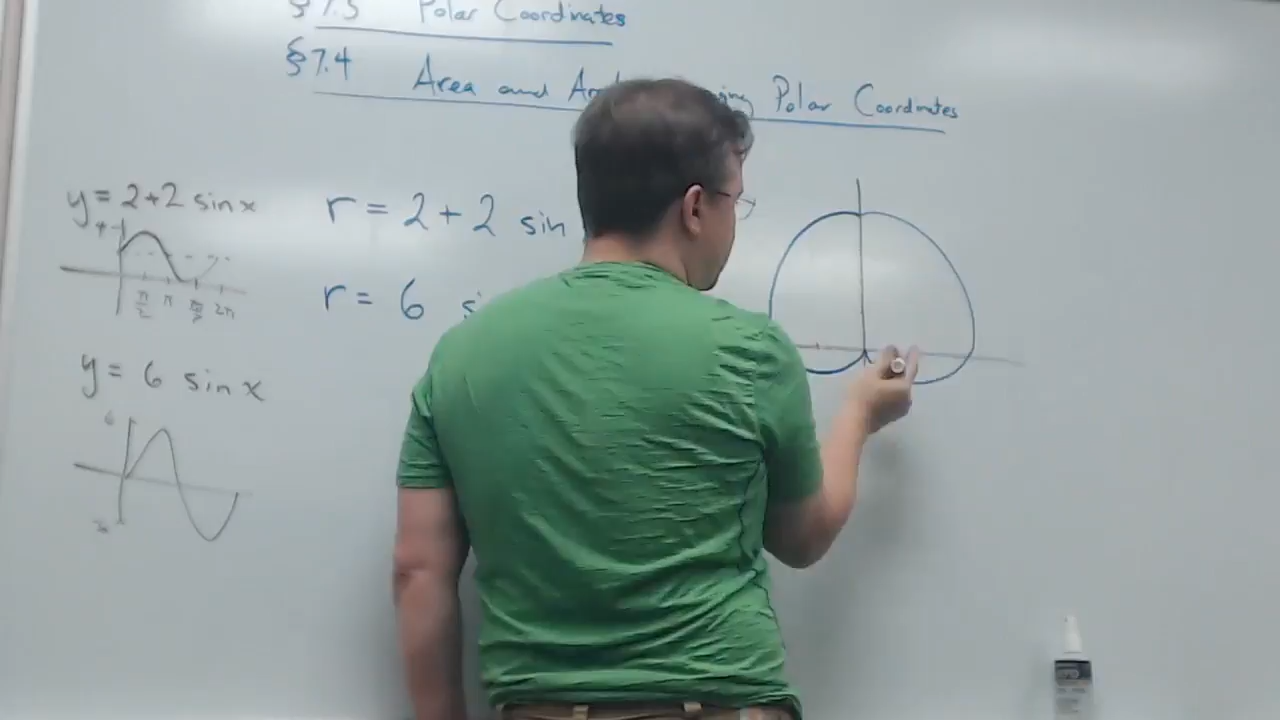 §7.3 Polar Coordinates
§7.4 Area and Polar Coordinates
y = 2+2 sin x
r = 2 + 2 sin
π/2 π 2π
r = 6
y = 6 sin x
6